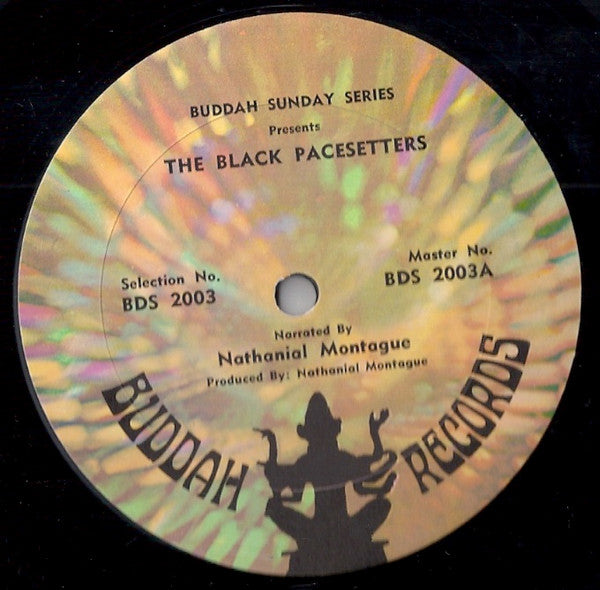 BUDDAH SUNDAY SERIES
Presents
THE BLACK PACESETTERS
Selection No.
BDS 2003
Master No.
BDS 2003A
Narrated By
Nathanial Montague
Produced By: Nathanial Montague
BUDDAH RECORDS